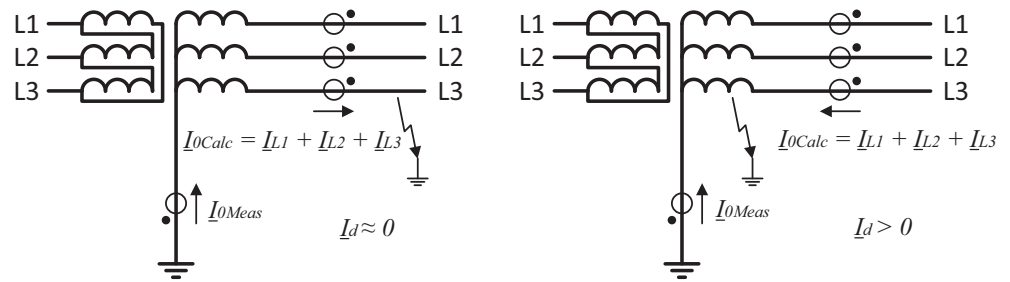 L1 L1
L2 L2
L3 L3
I0Calc = IL1 + IL2 + IL3
I0Meas
Id ≈ 0
L1 L1
L2 L2
L3 L3
I0Calc = IL1 + IL2 + IL3
I0Meas
Id > 0